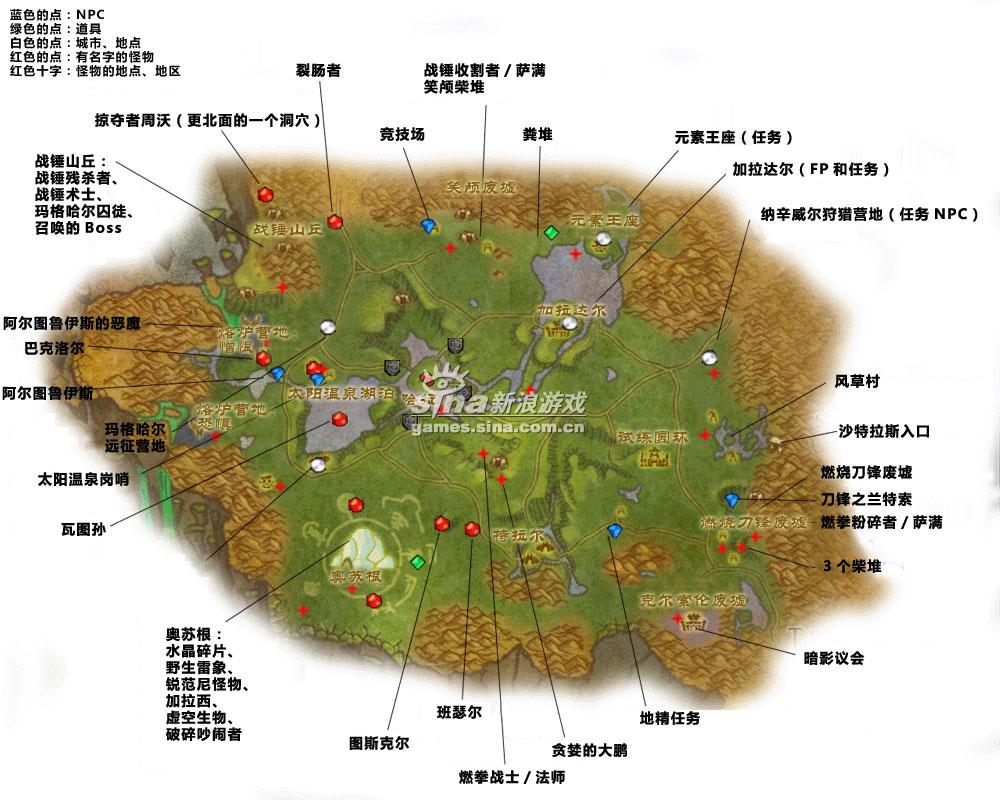 蓝色的点：NPC
绿色的点：道具
白色的点：城市、地点
红色的点：有名字的怪物
红色十字：怪物的地点、地区
裂肠者
战锤收割者 / 萨满
笑颅柴堆
掠夺者周沃（更北面的一个洞穴）
竞技场
粪堆
元素王座（任务）
加拉达尔（FP 和任务）
战锤山丘：
战锤残杀者、
战锤术士、
玛格哈尔囚徒、
召唤的 Boss
纳辛威尔狩猎营地（任务 NPC）
笑颅废墟
战锤山丘
元素王座
加拉达尔
阿尔图鲁伊斯的恶魔
熔炉营地
憎恨
巴克洛尔
阿尔图鲁伊斯
太阳温泉湖泊
sina新浪游戏
games.sina.com.cn
风草村
熔炉营地
恐惧
玛格哈尔
远征营地
试练圆环
沙特拉斯入口
太阳温泉岗哨
燃烧刀锋废墟
刀锋之兰特素
瓦图孙
塔拉尔
燃烧刀锋废墟
燃拳粉碎者 / 萨满
3 个柴堆
奥苏根
克尔索伦废墟
奥苏根：
水晶碎片、
野生雷象、
锐范尼怪物、
加拉西、
虚空生物、
破碎吵闹者
暗影议会
班瑟尔
地精任务
图斯克尔
贪婪的大鹏
燃拳战士 / 法师